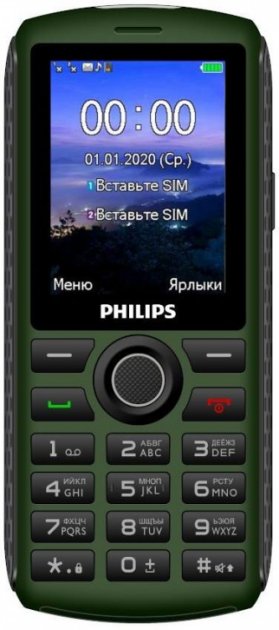 00:00
01.01.2020 (Ср.)
1 Вставьте SIM
2 Вставьте SIM
Меню Ярлыки
PHILIPS
1 2 АБВГ ABC 3 ДЕЁЖЗ DEF
4 ИЙКЛ GHI 5 МНОП JKL 6 РСТУ MNO
7 ФХЦЧ PQRS 8 ШЩЪЫ TUV 9 ЬЭЮЯ WXYZ
*. 0 ± #